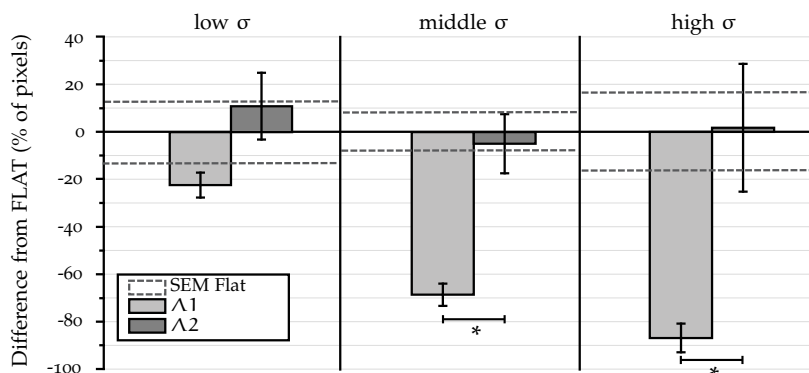 low σ middle σ high σ
Difference from FLAT (% of pixels)
40
20
0
-20
-40
-60
-80
-100
SEM Flat
Λ1
Λ2
*
*